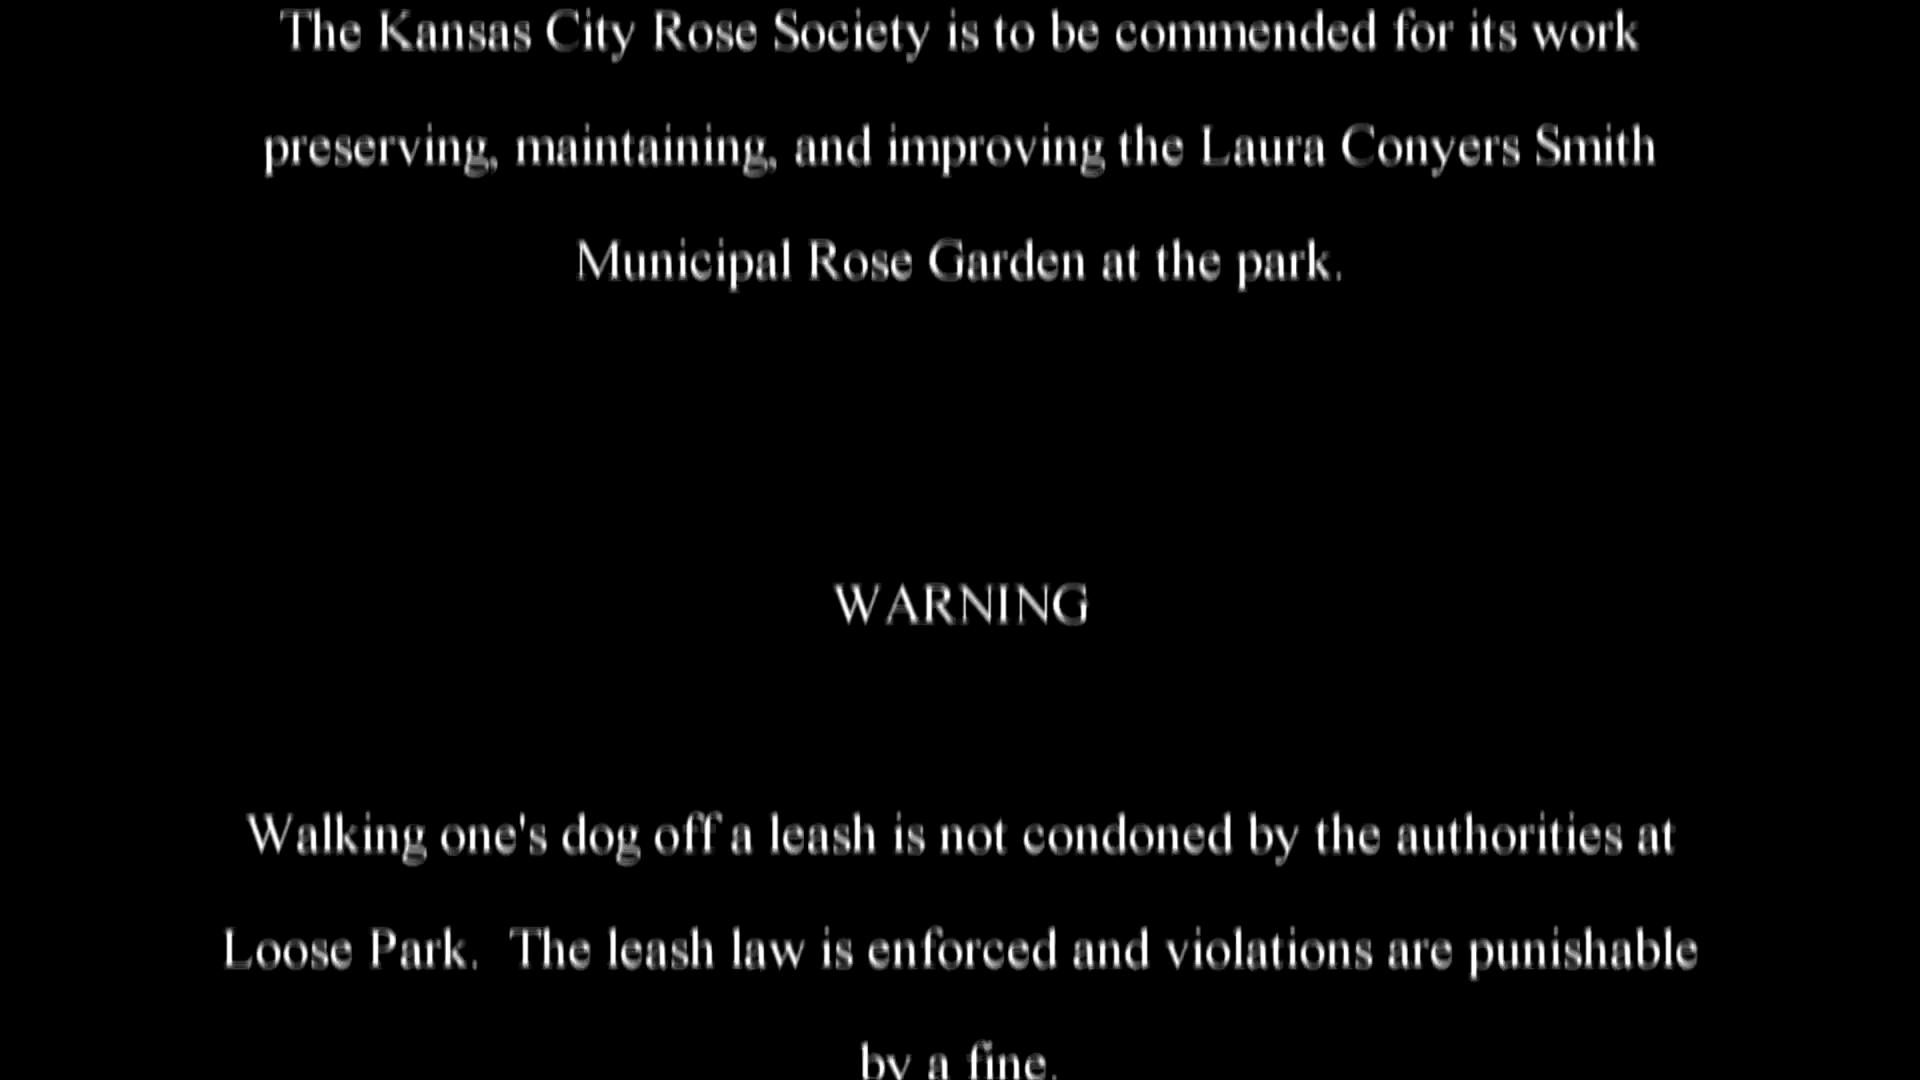 The Kansas City Rose Society is to be commended for its work
preserving, maintaining, and improving the Laura Conyers Smith
Municipal Rose Garden at the park.
WARNING
Walking one's dog off a leash is not condoned by the authorities at
Loose Park.  The leash law is enforced and violations are punishable
by a fine.